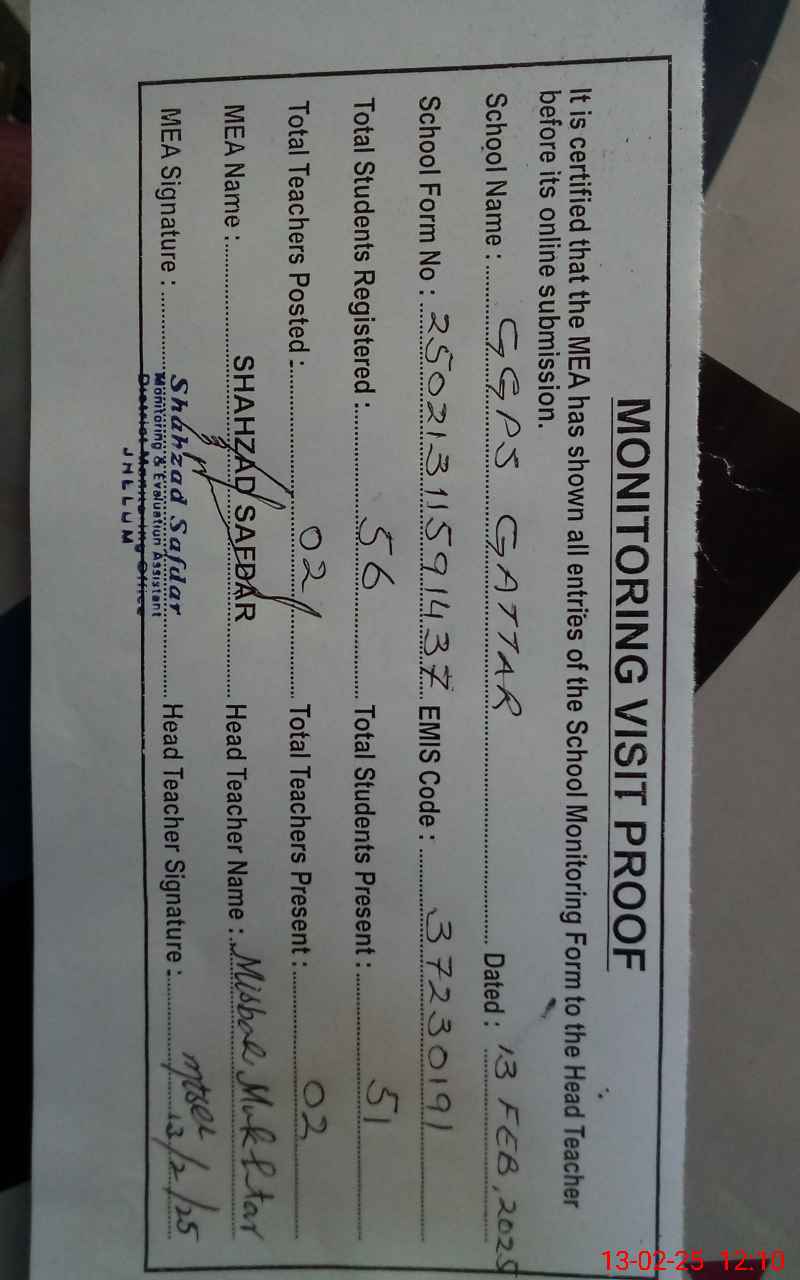 MONITORING VISIT PROOF
It is certified that the MEA has shown all entries of the School Monitoring Form to the Head Teacher
before its online submission.
School Name : GGPS GATTAR Dated : 13 FEB, 2025
School Form No : 25021311591437 EMIS Code : 37230191
Total Students Registered : 56 Total Students Present : 51
Total Teachers Posted : 02 Total Teachers Present : 02
MEA Name : SHAHZAD SAFDAR Head Teacher Name : Misbah Mukhtar
MEA Signature : Shahzad Safdar Head Teacher Signature :
Monitoring & Evaluation Assistant 13/2/25
District Monitoring Office
JHELUM
13-02-25 12:10